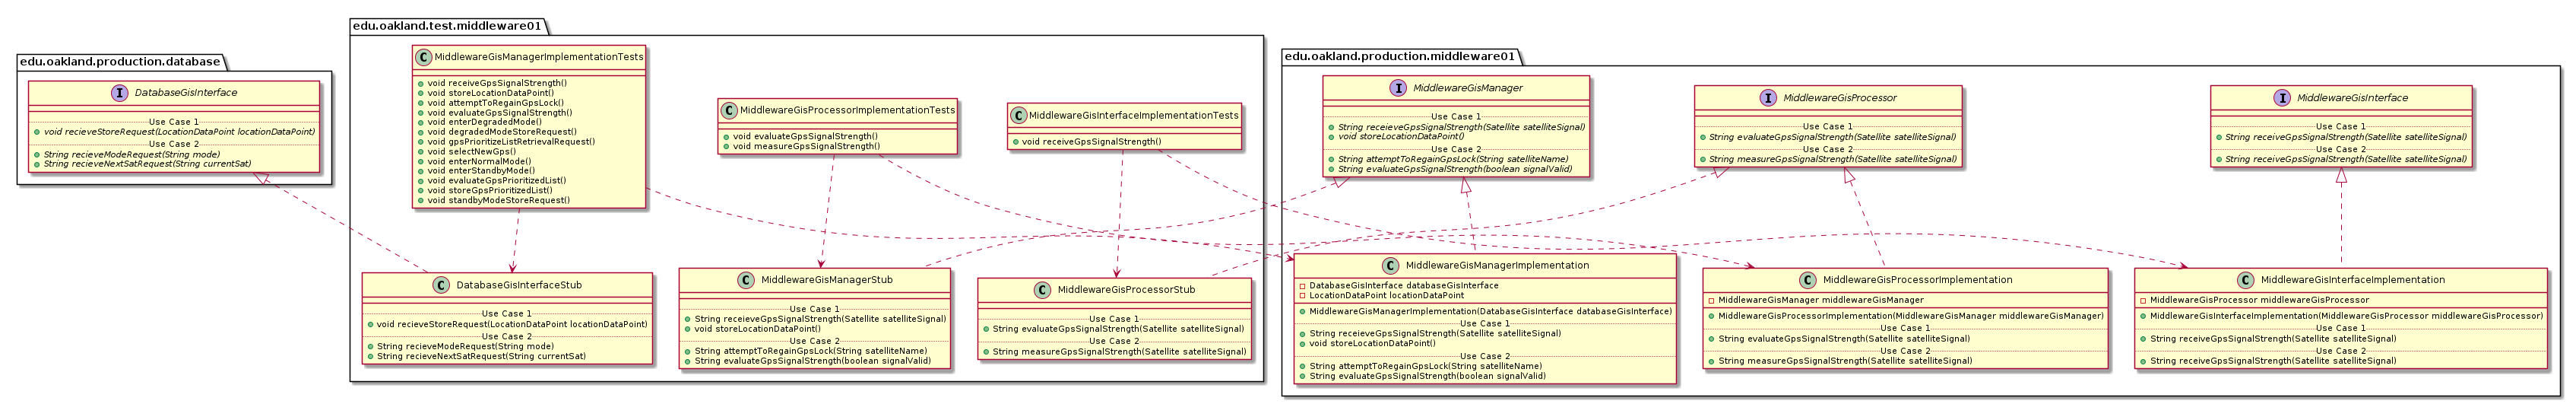 edu.oakland.production.database
I DatabaseGisInterface
Use Case 1
void recieveStoreRequest(LocationDataPoint locationDataPoint)
Use Case 2
String recieveModeRequest(String mode)
String recieveNextSatRequest(String currentSat)
edu.oakland.test.middleware01
C MiddlewareGisManagerImplementationTests
void receiveGpsSignalStrength()
void storeLocationDataPoint()
void attemptToRegainGpsLock()
void evaluateGpsSignalStrength()
void enterDegradedMode()
void degradedModeStoreRequest()
void gpsPrioritizeListRetrievalRequest()
void selectNewGps()
void enterNormalMode()
void enterStandbyMode()
void evaluateGpsPrioritizedList()
void storeGpsPrioritizedList()
void standbyModeStoreRequest()
C MiddlewareGisProcessorImplementationTests
void evaluateGpsSignalStrength()
void measureGpsSignalStrength()
C MiddlewareGisInterfaceImplementationTests
void receiveGpsSignalStrength()
C DatabaseGisInterfaceStub
Use Case 1
void recieveStoreRequest(LocationDataPoint locationDataPoint)
Use Case 2
String recieveModeRequest(String mode)
String recieveNextSatRequest(String currentSat)
C MiddlewareGisManagerStub
Use Case 1
String receieveGpsSignalStrength(Satellite satelliteSignal)
void storeLocationDataPoint()
Use Case 2
String attemptToRegainGpsLock(String satelliteName)
String evaluateGpsSignalStrength(boolean signalValid)
C MiddlewareGisProcessorStub
Use Case 1
String evaluateGpsSignalStrength(Satellite satelliteSignal)
Use Case 2
String measureGpsSignalStrength(Satellite satelliteSignal)
edu.oakland.production.middleware01
I MiddlewareGisManager
Use Case 1
String receieveGpsSignalStrength(Satellite satelliteSignal)
void storeLocationDataPoint()
Use Case 2
String attemptToRegainGpsLock(String satelliteName)
String evaluateGpsSignalStrength(boolean signalValid)
I MiddlewareGisProcessor
Use Case 1
String evaluateGpsSignalStrength(Satellite satelliteSignal)
Use Case 2
String measureGpsSignalStrength(Satellite satelliteSignal)
I MiddlewareGisInterface
Use Case 1
String receiveGpsSignalStrength(Satellite satelliteSignal)
Use Case 2
String receiveGpsSignalStrength(Satellite satelliteSignal)
C MiddlewareGisManagerImplementation
DatabaseGisInterface databaseGisInterface
LocationDataPoint locationDataPoint
MiddlewareGisManagerImplementation(DatabaseGisInterface databaseGisInterface)
Use Case 1
String receieveGpsSignalStrength(Satellite satelliteSignal)
void storeLocationDataPoint()
Use Case 2
String attemptToRegainGpsLock(String satelliteName)
String evaluateGpsSignalStrength(boolean signalValid)
C MiddlewareGisProcessorImplementation
MiddlewareGisManager middlewareGisManager
MiddlewareGisProcessorImplementation(MiddlewareGisManager middlewareGisManager)
Use Case 1
String evaluateGpsSignalStrength(Satellite satelliteSignal)
Use Case 2
String measureGpsSignalStrength(Satellite satelliteSignal)
C MiddlewareGisInterfaceImplementation
MiddlewareGisProcessor middlewareGisProcessor
MiddlewareGisInterfaceImplementation(MiddlewareGisProcessor middlewareGisProcessor)
Use Case 1
String receiveGpsSignalStrength(Satellite satelliteSignal)
Use Case 2
String receiveGpsSignalStrength(Satellite satelliteSignal)